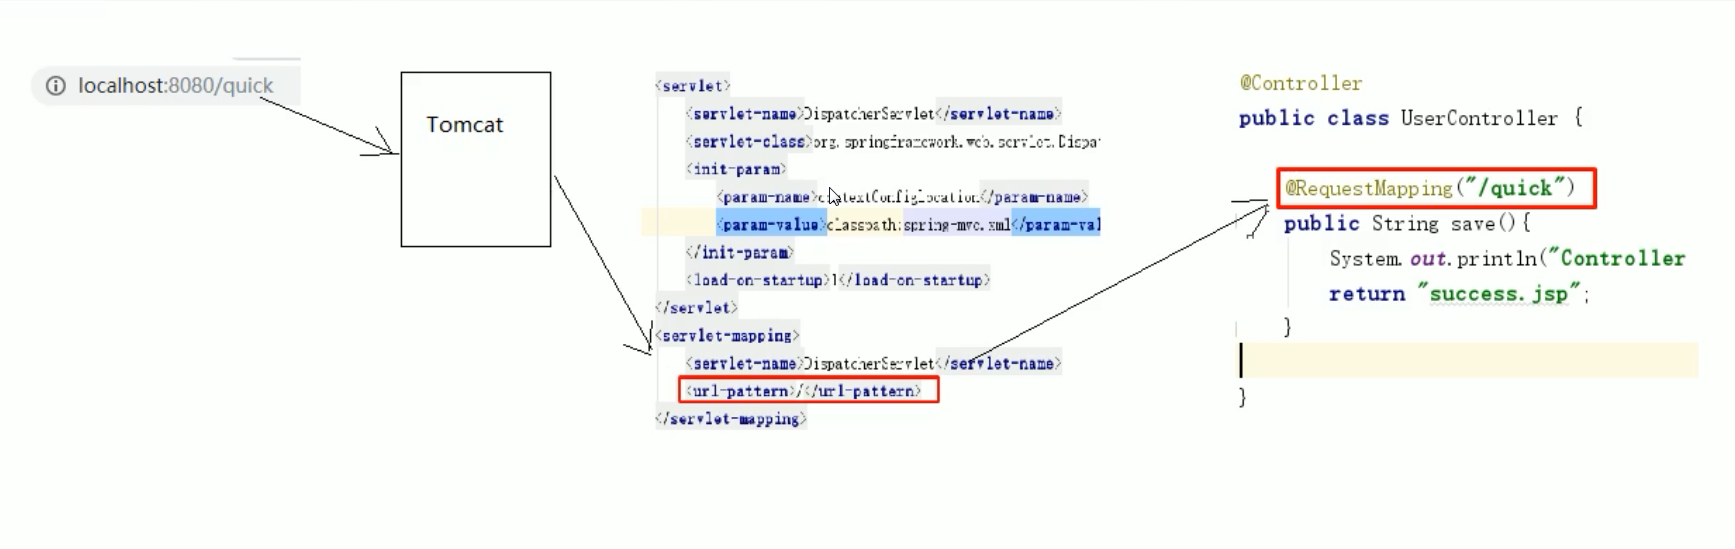 localhost:8080/quick
Tomcat
<servlet>
<servlet-name>DispatcherServlet</servlet-name>
<servlet-class>org.springframework.web.servlet.Dispa
<init-param>
<param-name>contextConfigLocation</param-name>
<param-value>classpath:spring-mvc.xml</param-val
</init-param>
<load-on-startup>1</load-on-startup>
</servlet>
<servlet-mapping>
<servlet-name>DispatcherServlet</servlet-name>
<url-pattern>/</url-pattern>
</servlet-mapping>
@Controller
public class UserController {
@RequestMapping("/quick")
public String save(){
System.out.println("Controller
return "success.jsp";
}
}